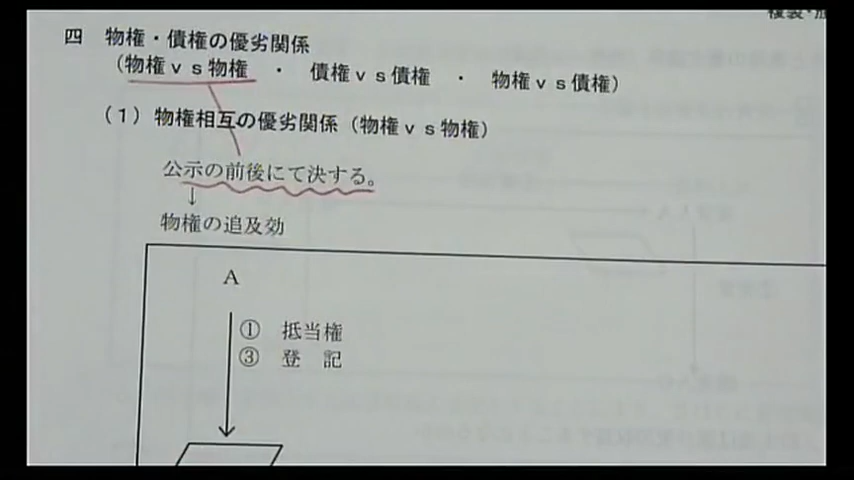 四 物権・債権の優劣関係
（物権ｖｓ物権 ・ 債権ｖｓ債権 ・ 物権ｖｓ債権）
（１）物権相互の優劣関係（物権ｖｓ物権）
公示の前後にて決する。
↓
物権の追及効
A
① 抵当権
③ 登 記